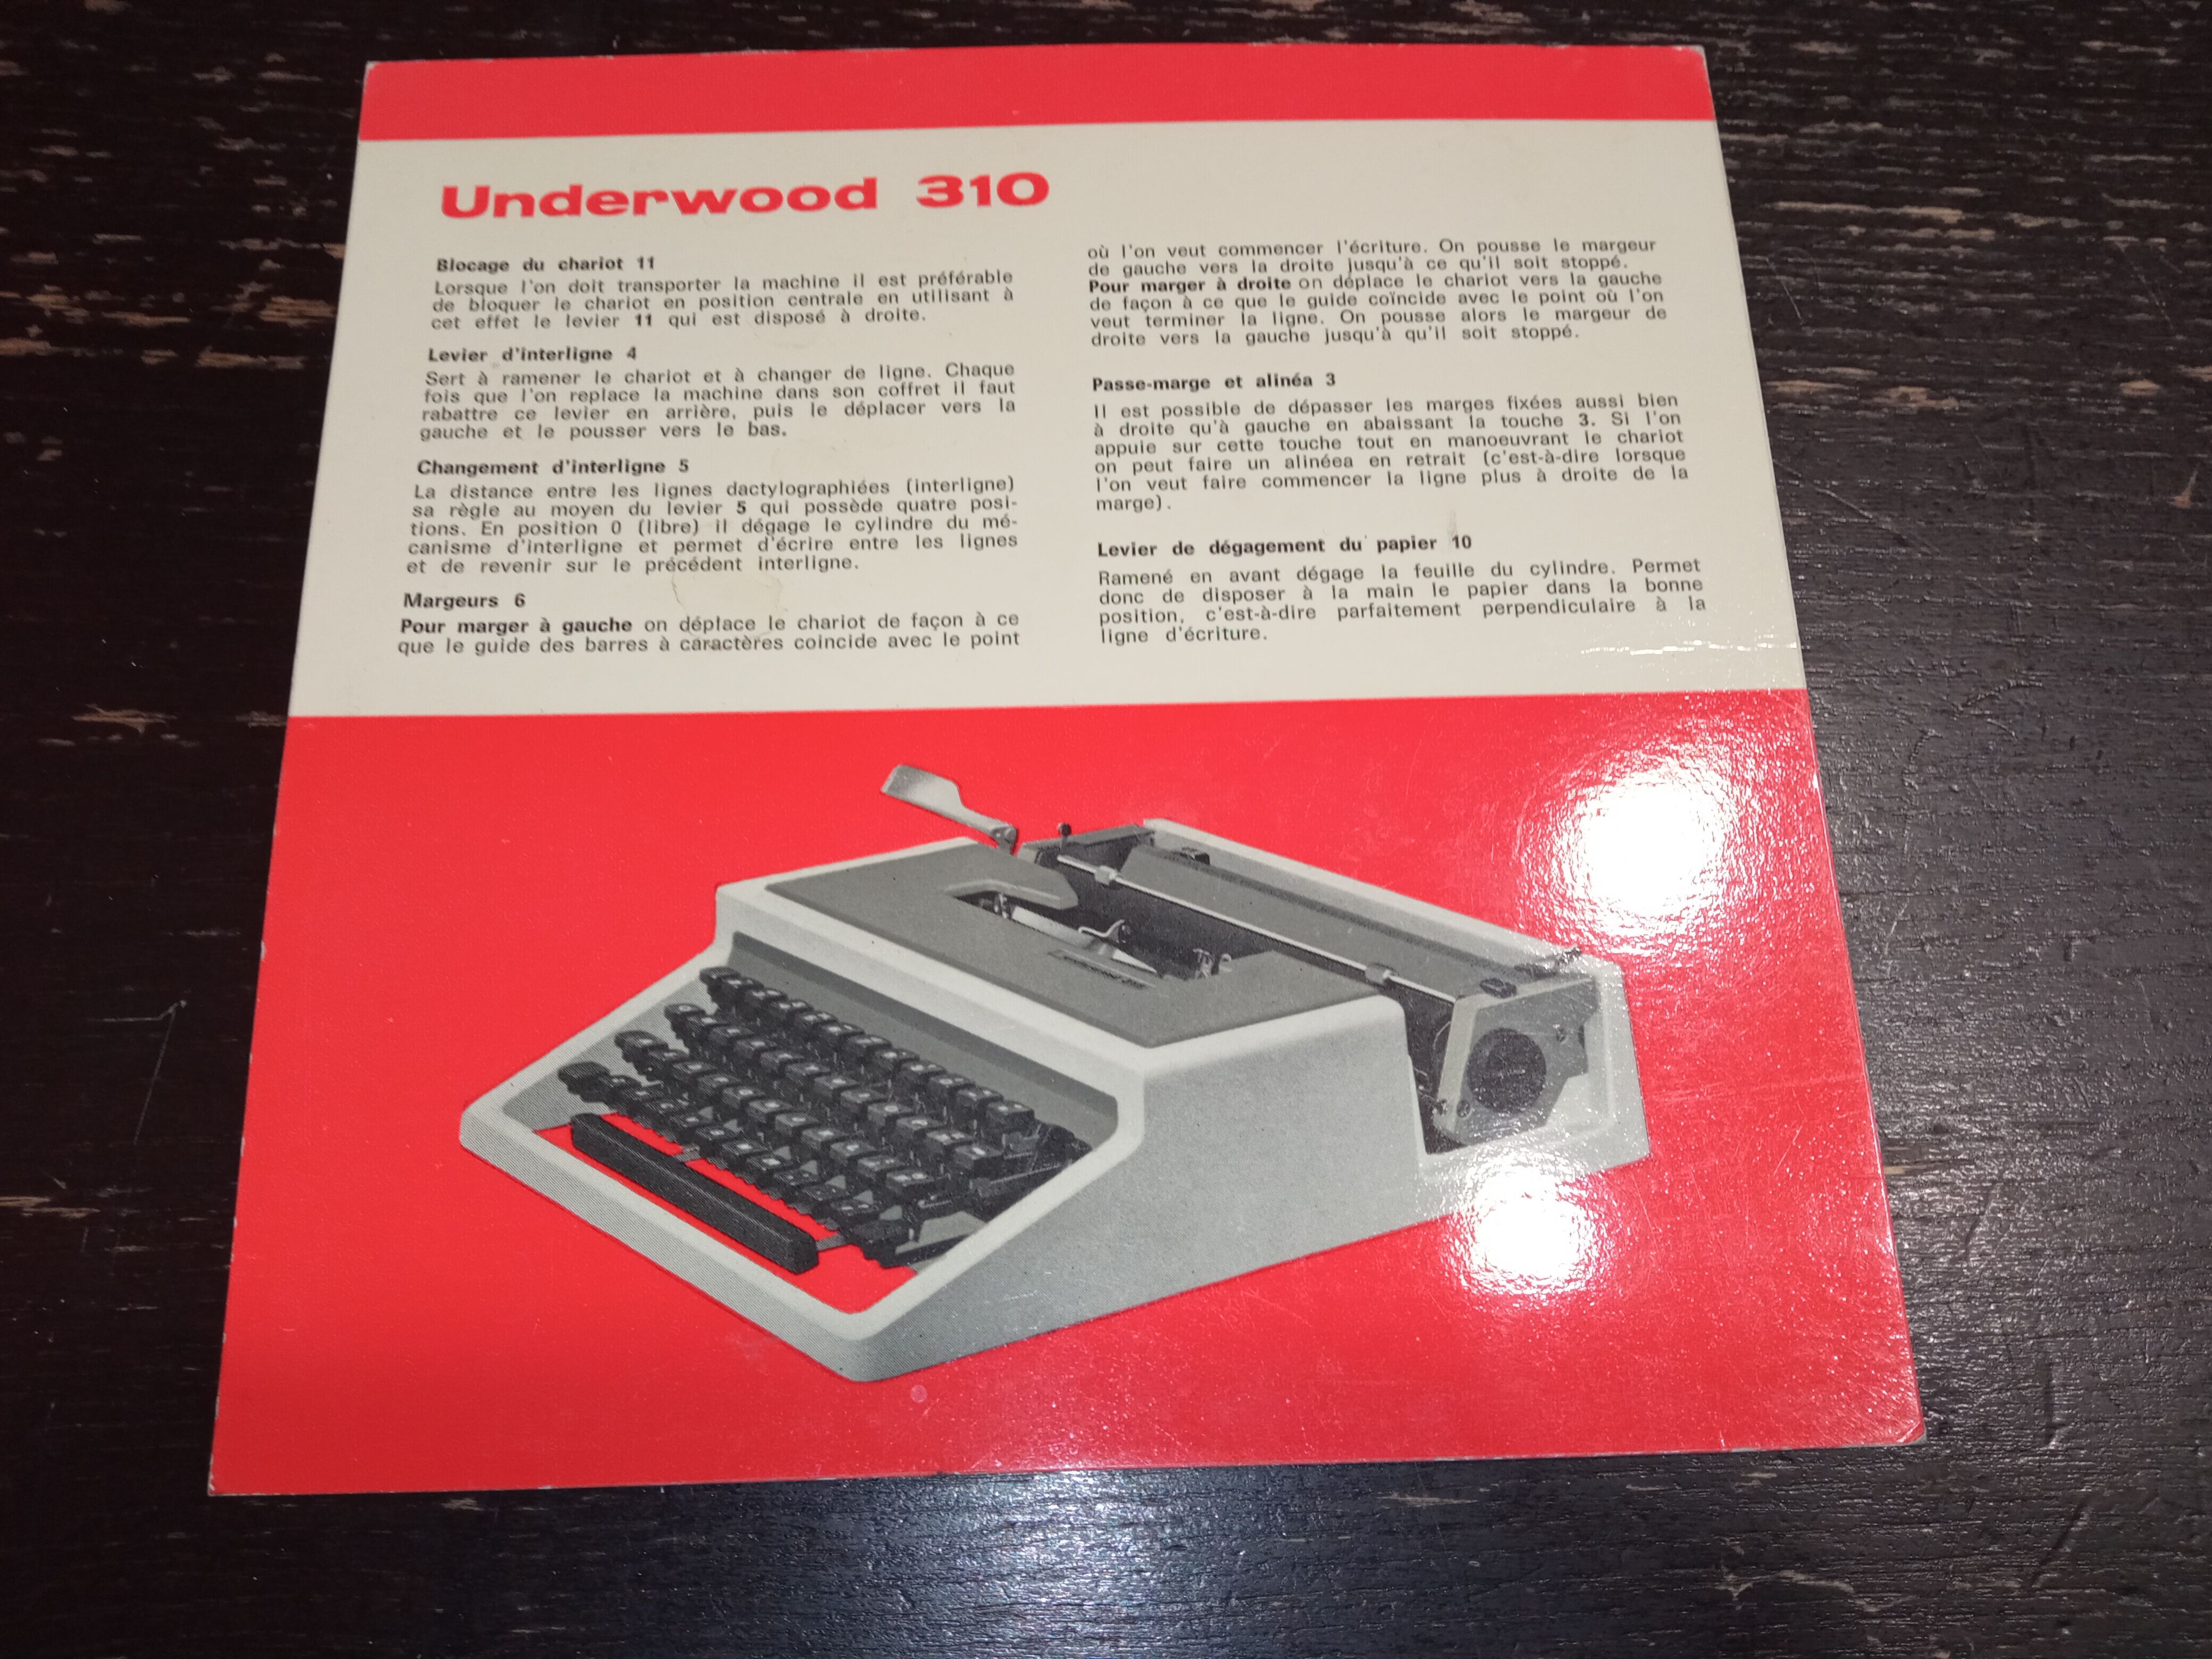 Underwood 310
Blocage du chariot 11
Lorsque l'on doit transporter la machine il est préférable
de bloquer le chariot en position centrale en utilisant à
cet effet le levier 11 qui est disposé à droite.
Levier d'interligne 4
Sert à ramener le chariot et à changer de ligne. Chaque
fois que l'on replace la machine dans son coffret il faut
rabattre ce levier en arrière, puis le déplacer vers la
gauche et le pousser vers le bas.
Changement d'interligne 5
La distance entre les lignes dactylographiées (interligne)
sa règle au moyen du levier 5 qui possède quatre posi-
tions. En position 0 (libre) il dégage le cylindre du mé-
canisme d'interligne et permet d'écrire entre les lignes
et de revenir sur le précédent interligne.
Margeurs 6
Pour marger à gauche on déplace le chariot de façon à ce
que le guide des barres à caractères coincide avec le point
où l'on veut commencer l'écriture. On pousse le margeur
de gauche vers la droite jusqu'à ce qu'il soit stoppé.
Pour marger à droite on déplace le chariot vers la gauche
de façon à ce que le guide coïncide avec le point où l'on
veut terminer la ligne. On pousse alors le margeur de
droite vers la gauche jusqu'à qu'il soit stoppé.
Passe-marge et alinéa 3
Il est possible de dépasser les marges fixées aussi bien
à droite qu'à gauche en abaissant la touche 3. Si l'on
appuie sur cette touche tout en manoeuvrant le chariot
on peut faire un alinéea en retrait (c'est-à-dire lorsque
l'on veut faire commencer la ligne plus à droite de la
marge).
Levier de dégagement du papier 10
Ramené en avant dégage la feuille du cylindre. Permet
donc de disposer à la main le papier dans la bonne
position, c'est-à-dire parfaitement perpendiculaire à la
ligne d'écriture.